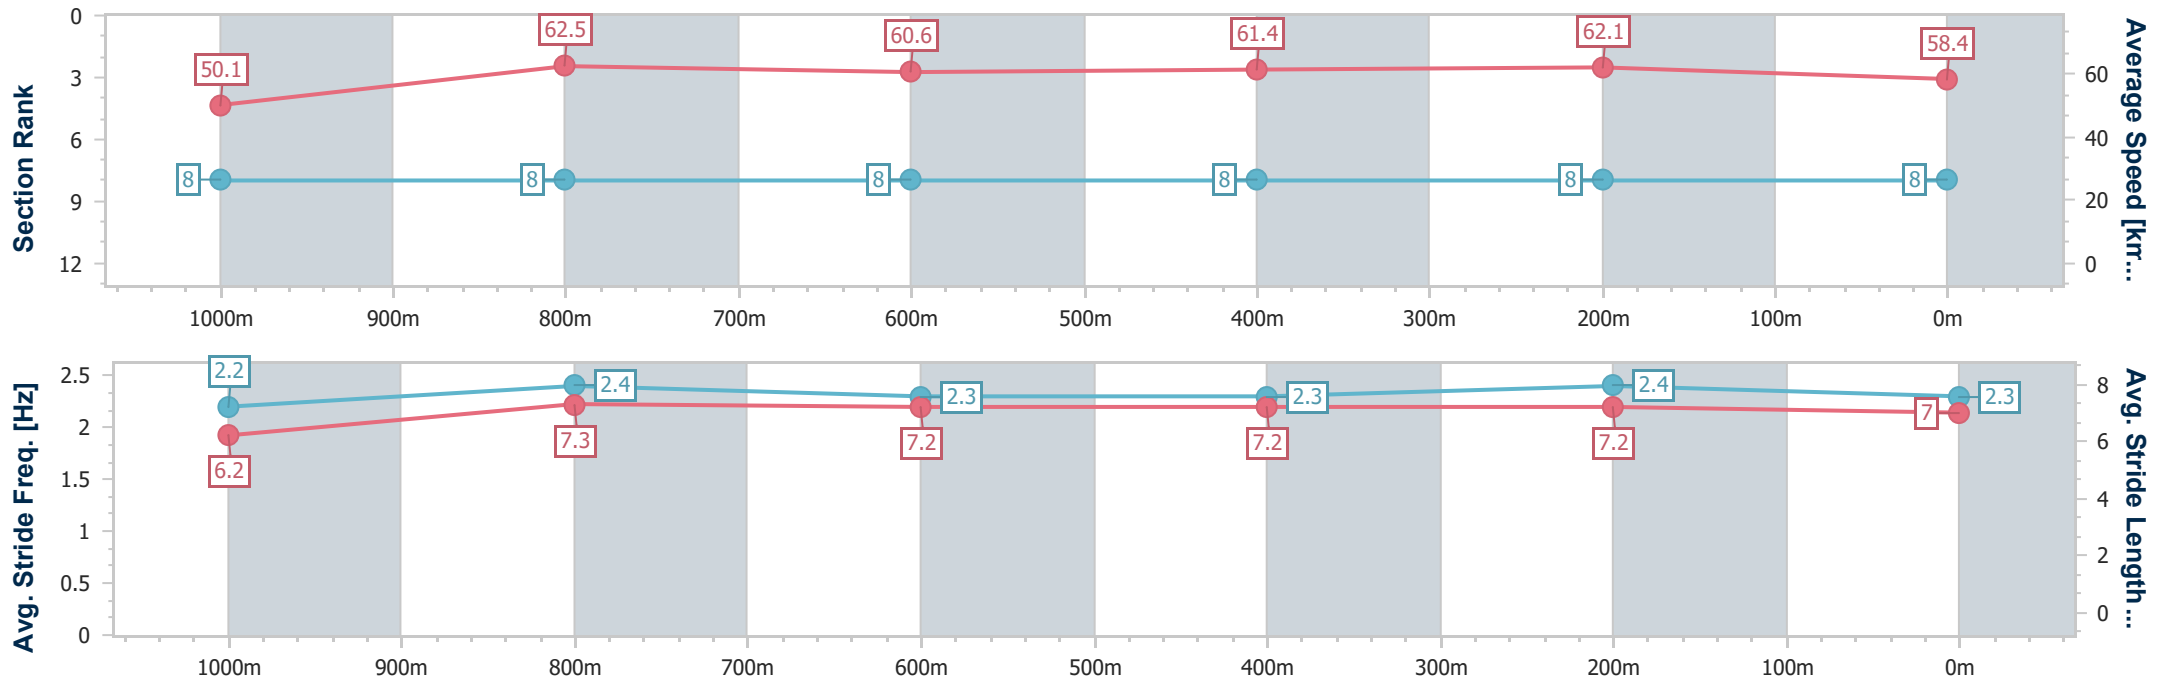 Section Rank
0
3
6
9
12
50.1
62.5
60.6
61.4
62.1
58.4
8
8
8
8
8
8
60
40
20
0
Average Speed [km...
1000m
900m
800m
700m
600m
500m
400m
300m
200m
100m
0m
Avg. Stride Freq. [Hz]
2.5
2
1.5
1
0.5
0
2.2
2.4
2.3
2.3
2.4
2.3
6.2
7.3
7.2
7.2
7.2
7
8
6
4
2
0
Avg. Stride Length ...
1000m
900m
800m
700m
600m
500m
400m
300m
200m
100m
0m